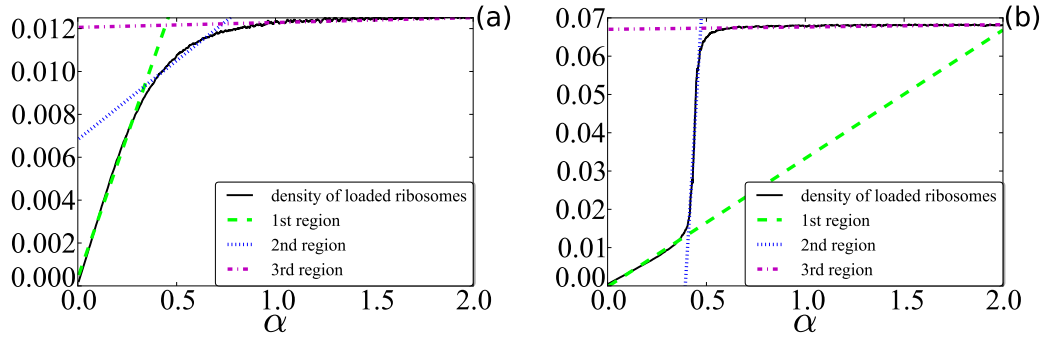 (a)
0.012
0.010
0.008
0.006
0.004
0.002
0.000
density of loaded ribosomes
1st region
2nd region
3rd region
0.0 0.5 1.0 1.5 2.0
α
(b)
0.07
0.06
0.05
0.04
0.03
0.02
0.01
0.00
density of loaded ribosomes
1st region
2nd region
3rd region
0.0 0.5 1.0 1.5 2.0
α